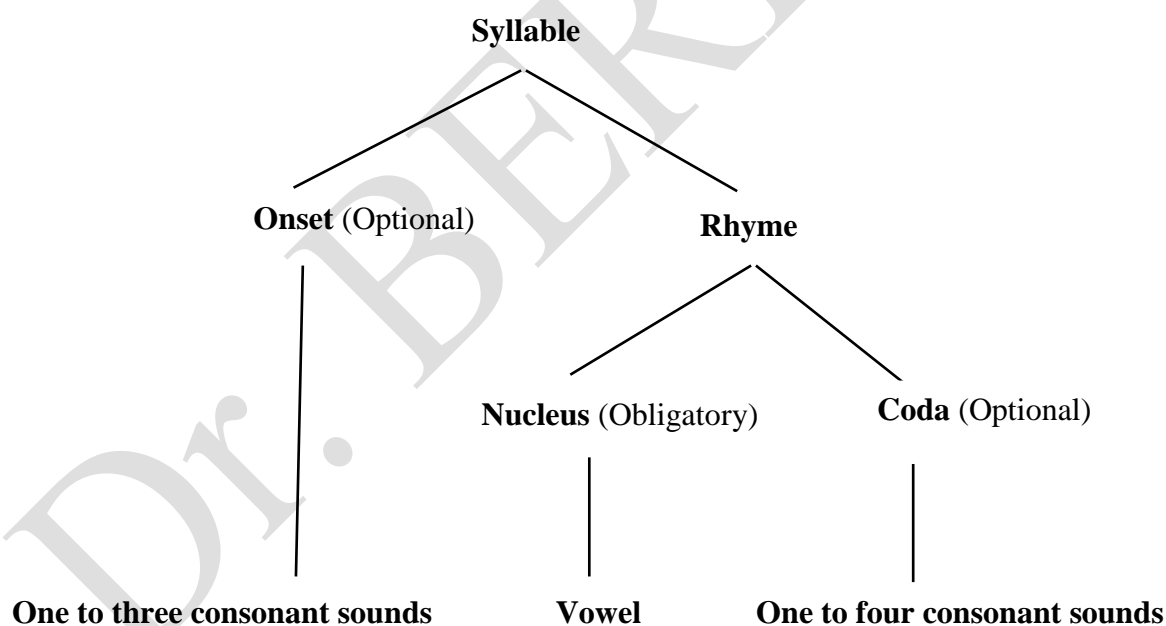 Syllable
Onset (Optional)
Rhyme
Nucleus (Obligatory)
Coda (Optional)
One to three consonant sounds
Vowel
One to four consonant sounds
Dr.